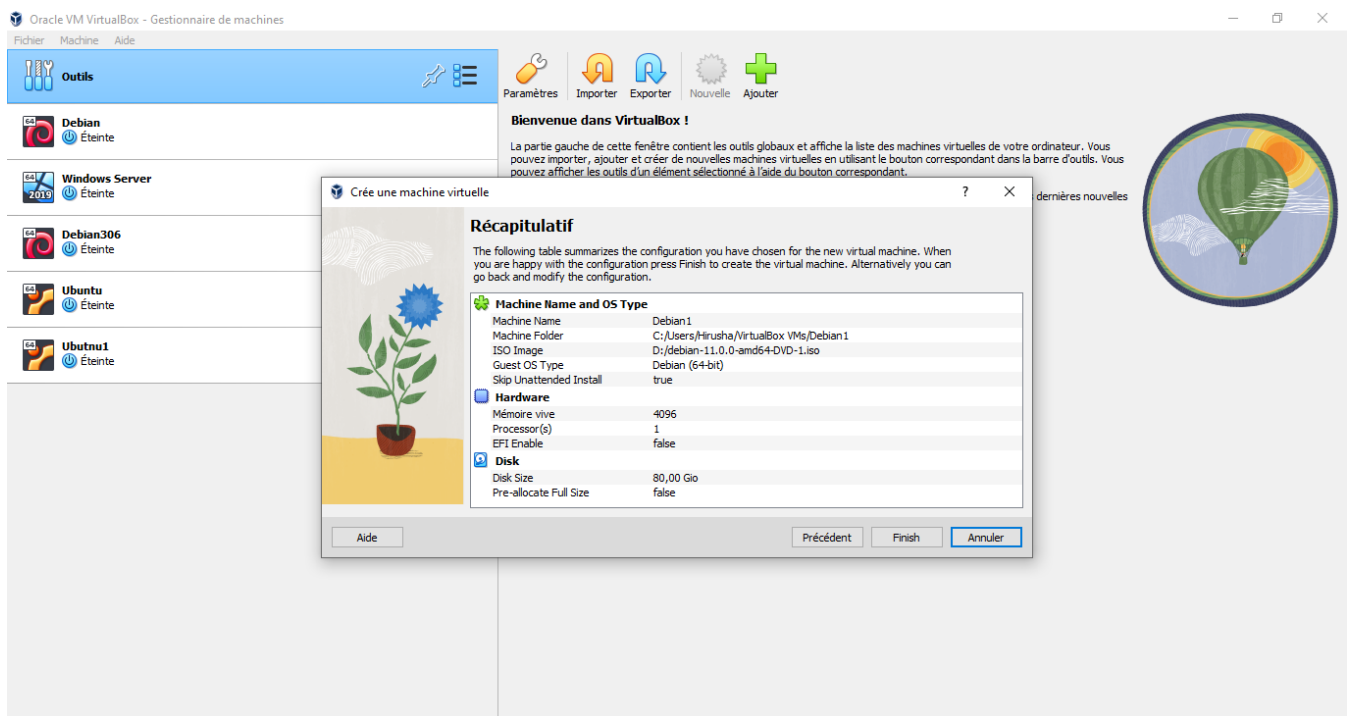 Oracle VM VirtualBox - Gestionnaire de machines
Fichier Machine Aide
Outils
64
Debian
Éteinte
64
2019
Windows Server
Éteinte
64
Debian306
Éteinte
64
Ubuntu
Éteinte
64
Ubutnu1
Éteinte
Paramètres Importer Exporter Nouvelle Ajouter
Bienvenue dans VirtualBox !
La partie gauche de cette fenêtre contient les outils globaux et affiche la liste des machines virtuelles de votre ordinateur. Vous
pouvez importer, ajouter et créer de nouvelles machines virtuelles en utilisant le bouton correspondant dans la barre d'outils. Vous
pouvez afficher les outils d'un élément sélectionné à l'aide du bouton correspondant.
dernières nouvelles
Crée une machine virtuelle ?
Récapitulatif
The following table summarizes the configuration you have chosen for the new virtual machine. When
you are happy with the configuration press Finish to create the virtual machine. Alternatively you can
go back and modify the configuration.
Machine Name and OS Type
Machine Name Debian1
Machine Folder C:/Users/Hirusha/VirtualBox VMs/Debian1
ISO Image D:/debian-11.0.0-amd64-DVD-1.iso
Guest OS Type Debian (64-bit)
Skip Unattended Install true
Hardware
Mémoire vive 4096
Processor(s) 1
EFI Enable false
Disk
Disk Size 80,00 Gio
Pre-allocate Full Size false
Aide Précédent Finish Annuler